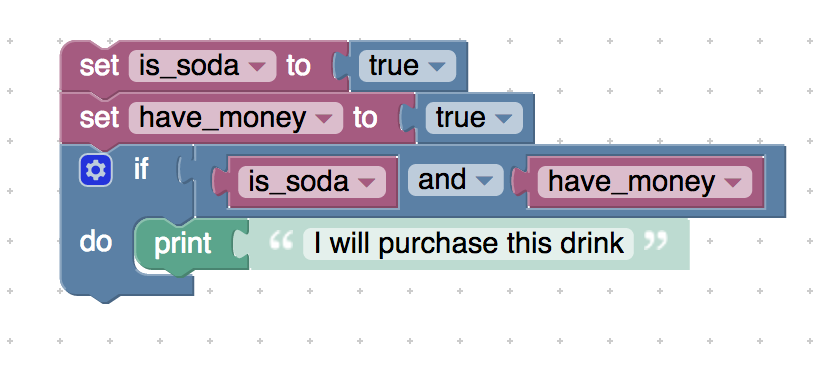 set is_soda to true
set have_money to true
if is_soda and have_money
do print “ I will purchase this drink ”